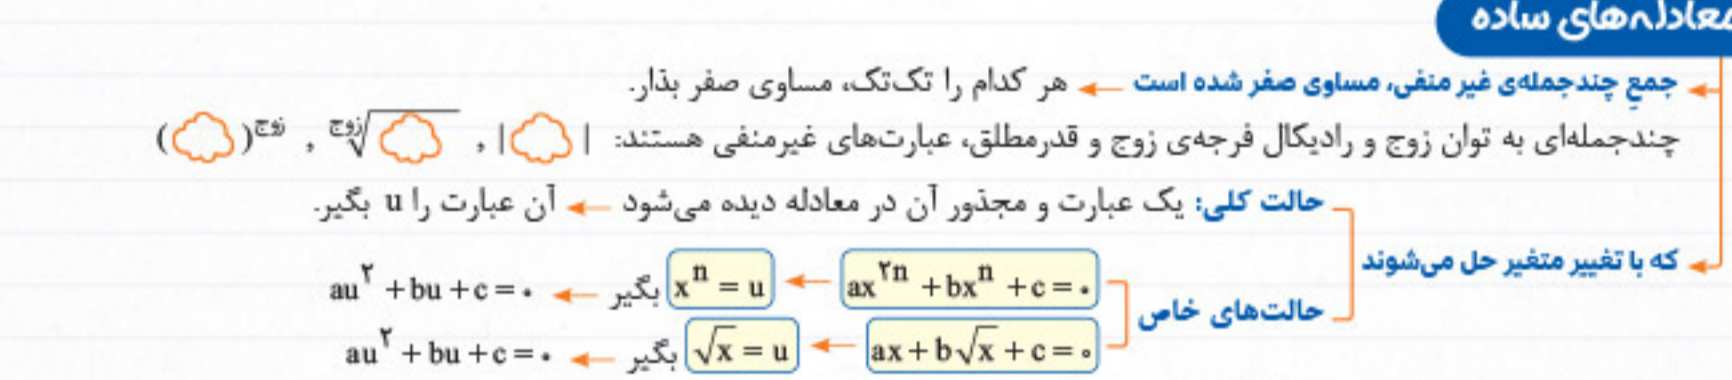 معادله‌های ساده
جمعِ چندجمله‌ی غیر منفی، مساوی صفر شده است ← هر کدام را تک‌تک، مساوی صفر بذار.
چندجمله‌ای به توان زوج و رادیکال فرجه‌ی زوج و قدرمطلق، عبارت‌های غیرمنفی هستند: | | ، زوج√ ، ( )زوج
که با تغییر متغیر حل می‌شوند
حالت کلی: یک عبارت و مجذور آن در معادله دیده می‌شود ← آن عبارت را u بگیر.
حالت‌های خاص
ax^۲n + bx^n + c = ۰ ← x^n = u بگیر ← au^۲ + bu + c = ۰
ax + b√x + c = ۰ ← √x = u بگیر ← au^۲ + bu + c = ۰